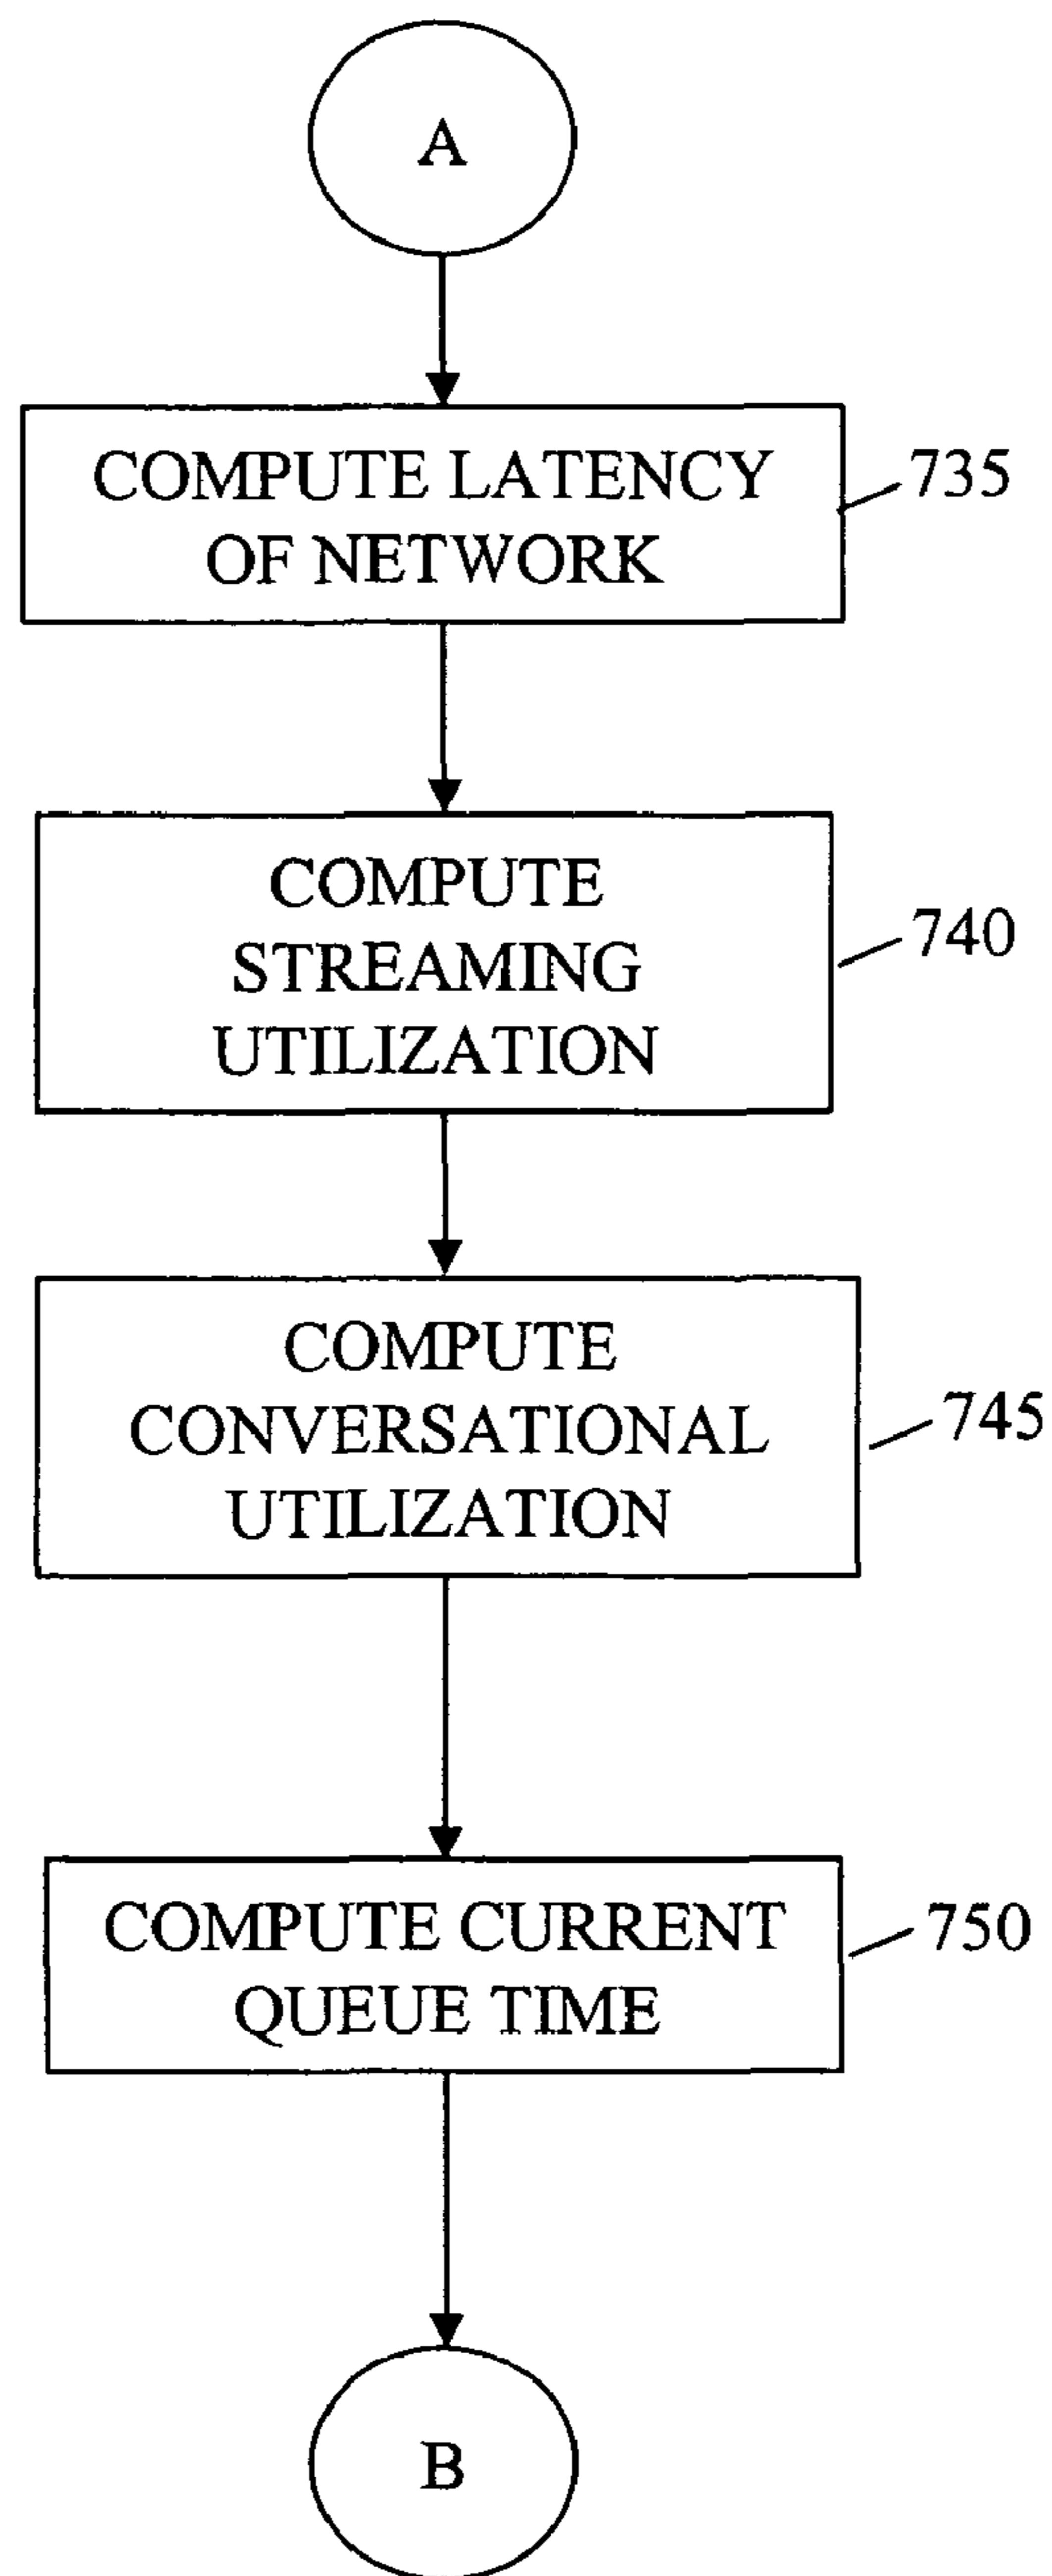 A
COMPUTE LATENCY
OF NETWORK
735
COMPUTE
STREAMING
UTILIZATION
740
COMPUTE
CONVERSATIONAL
UTILIZATION
745
COMPUTE CURRENT
QUEUE TIME
750
B